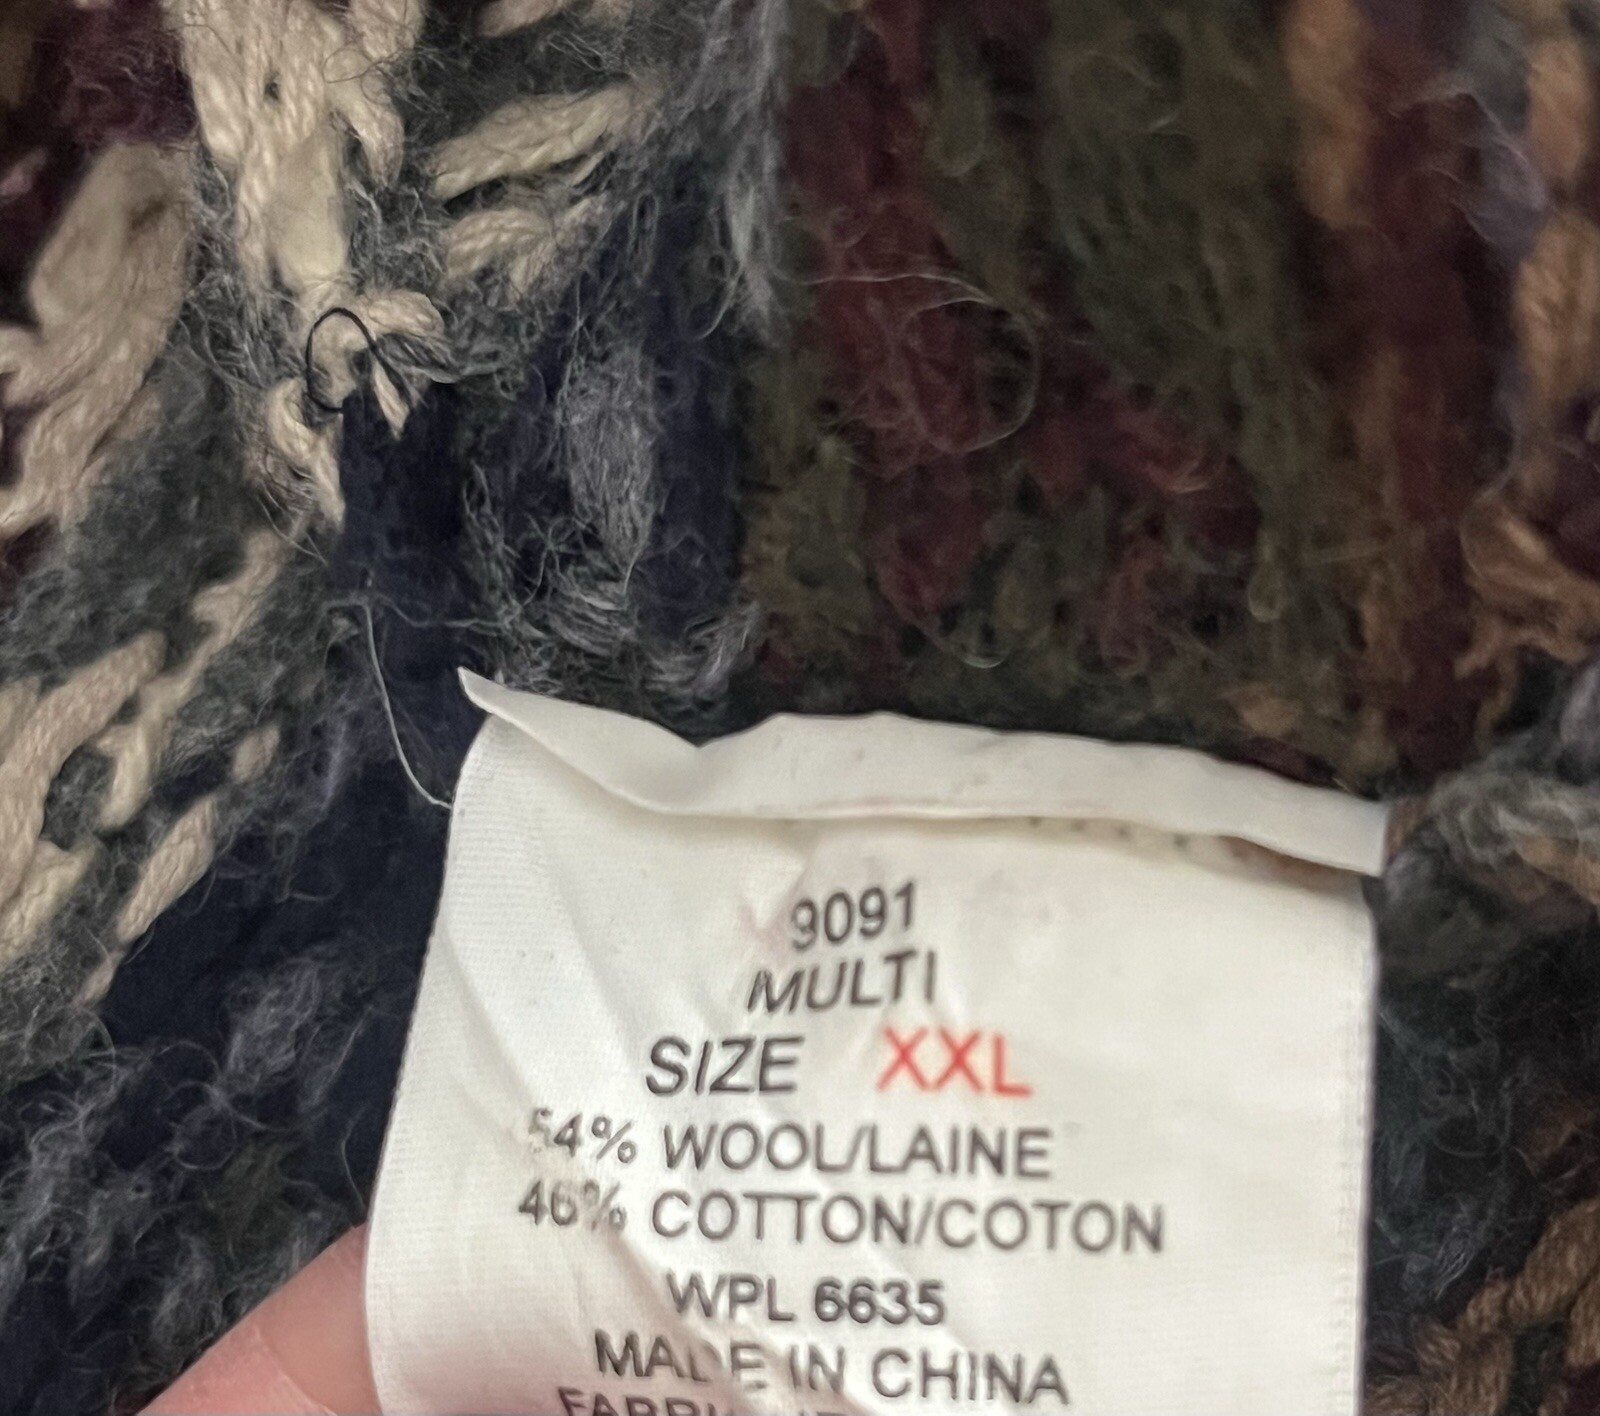 9091
MULTI
SIZE XXL
54% WOOL/LAINE
46% COTTON/COTON
WPL 6635
MADE IN CHINA